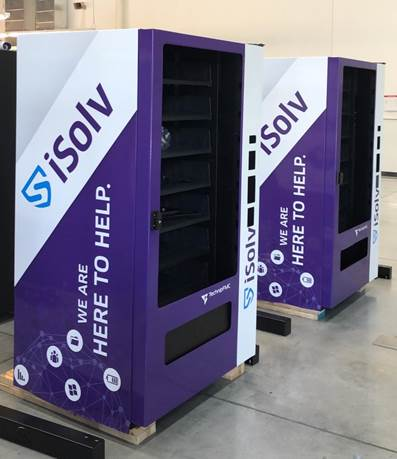 iSolv
WE ARE
HERE TO HELP.
TechnipFMC
iSolv
iSolv
WE ARE
HERE TO HELP.
iSolv